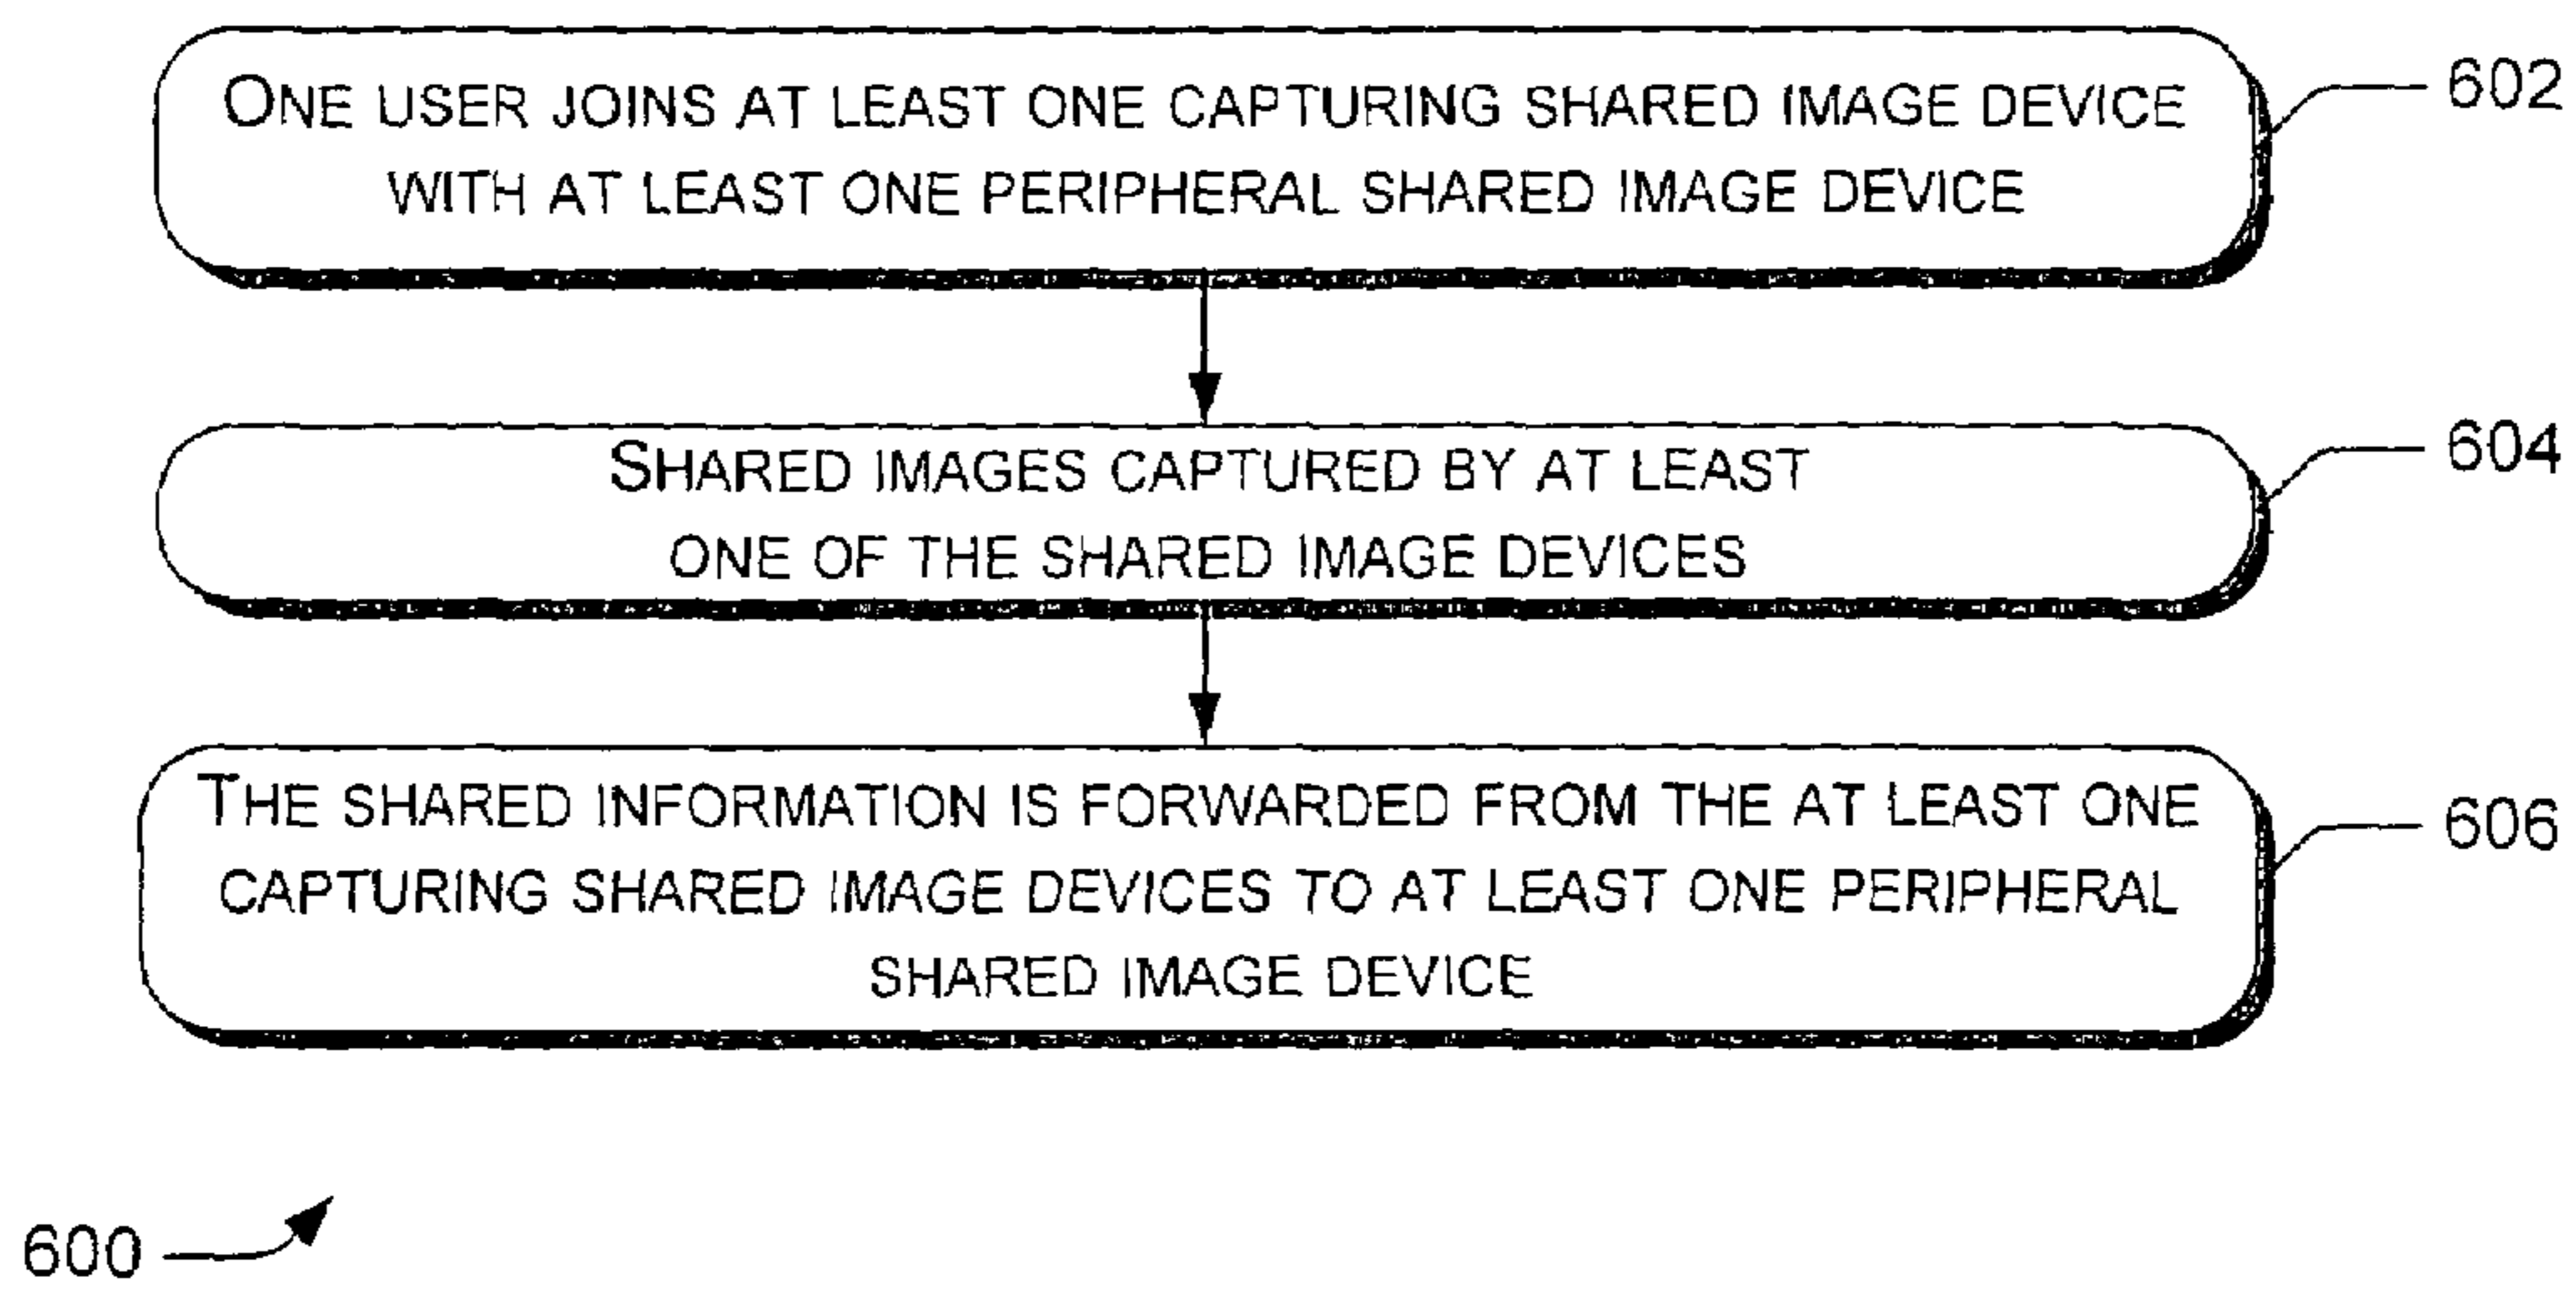 ONE USER JOINS AT LEAST ONE CAPTURING SHARED IMAGE DEVICE
WITH AT LEAST ONE PERIPHERAL SHARED IMAGE DEVICE
602
SHARED IMAGES CAPTURED BY AT LEAST
ONE OF THE SHARED IMAGE DEVICES
604
THE SHARED INFORMATION IS FORWARDED FROM THE AT LEAST ONE
CAPTURING SHARED IMAGE DEVICES TO AT LEAST ONE PERIPHERAL
SHARED IMAGE DEVICE
606
600